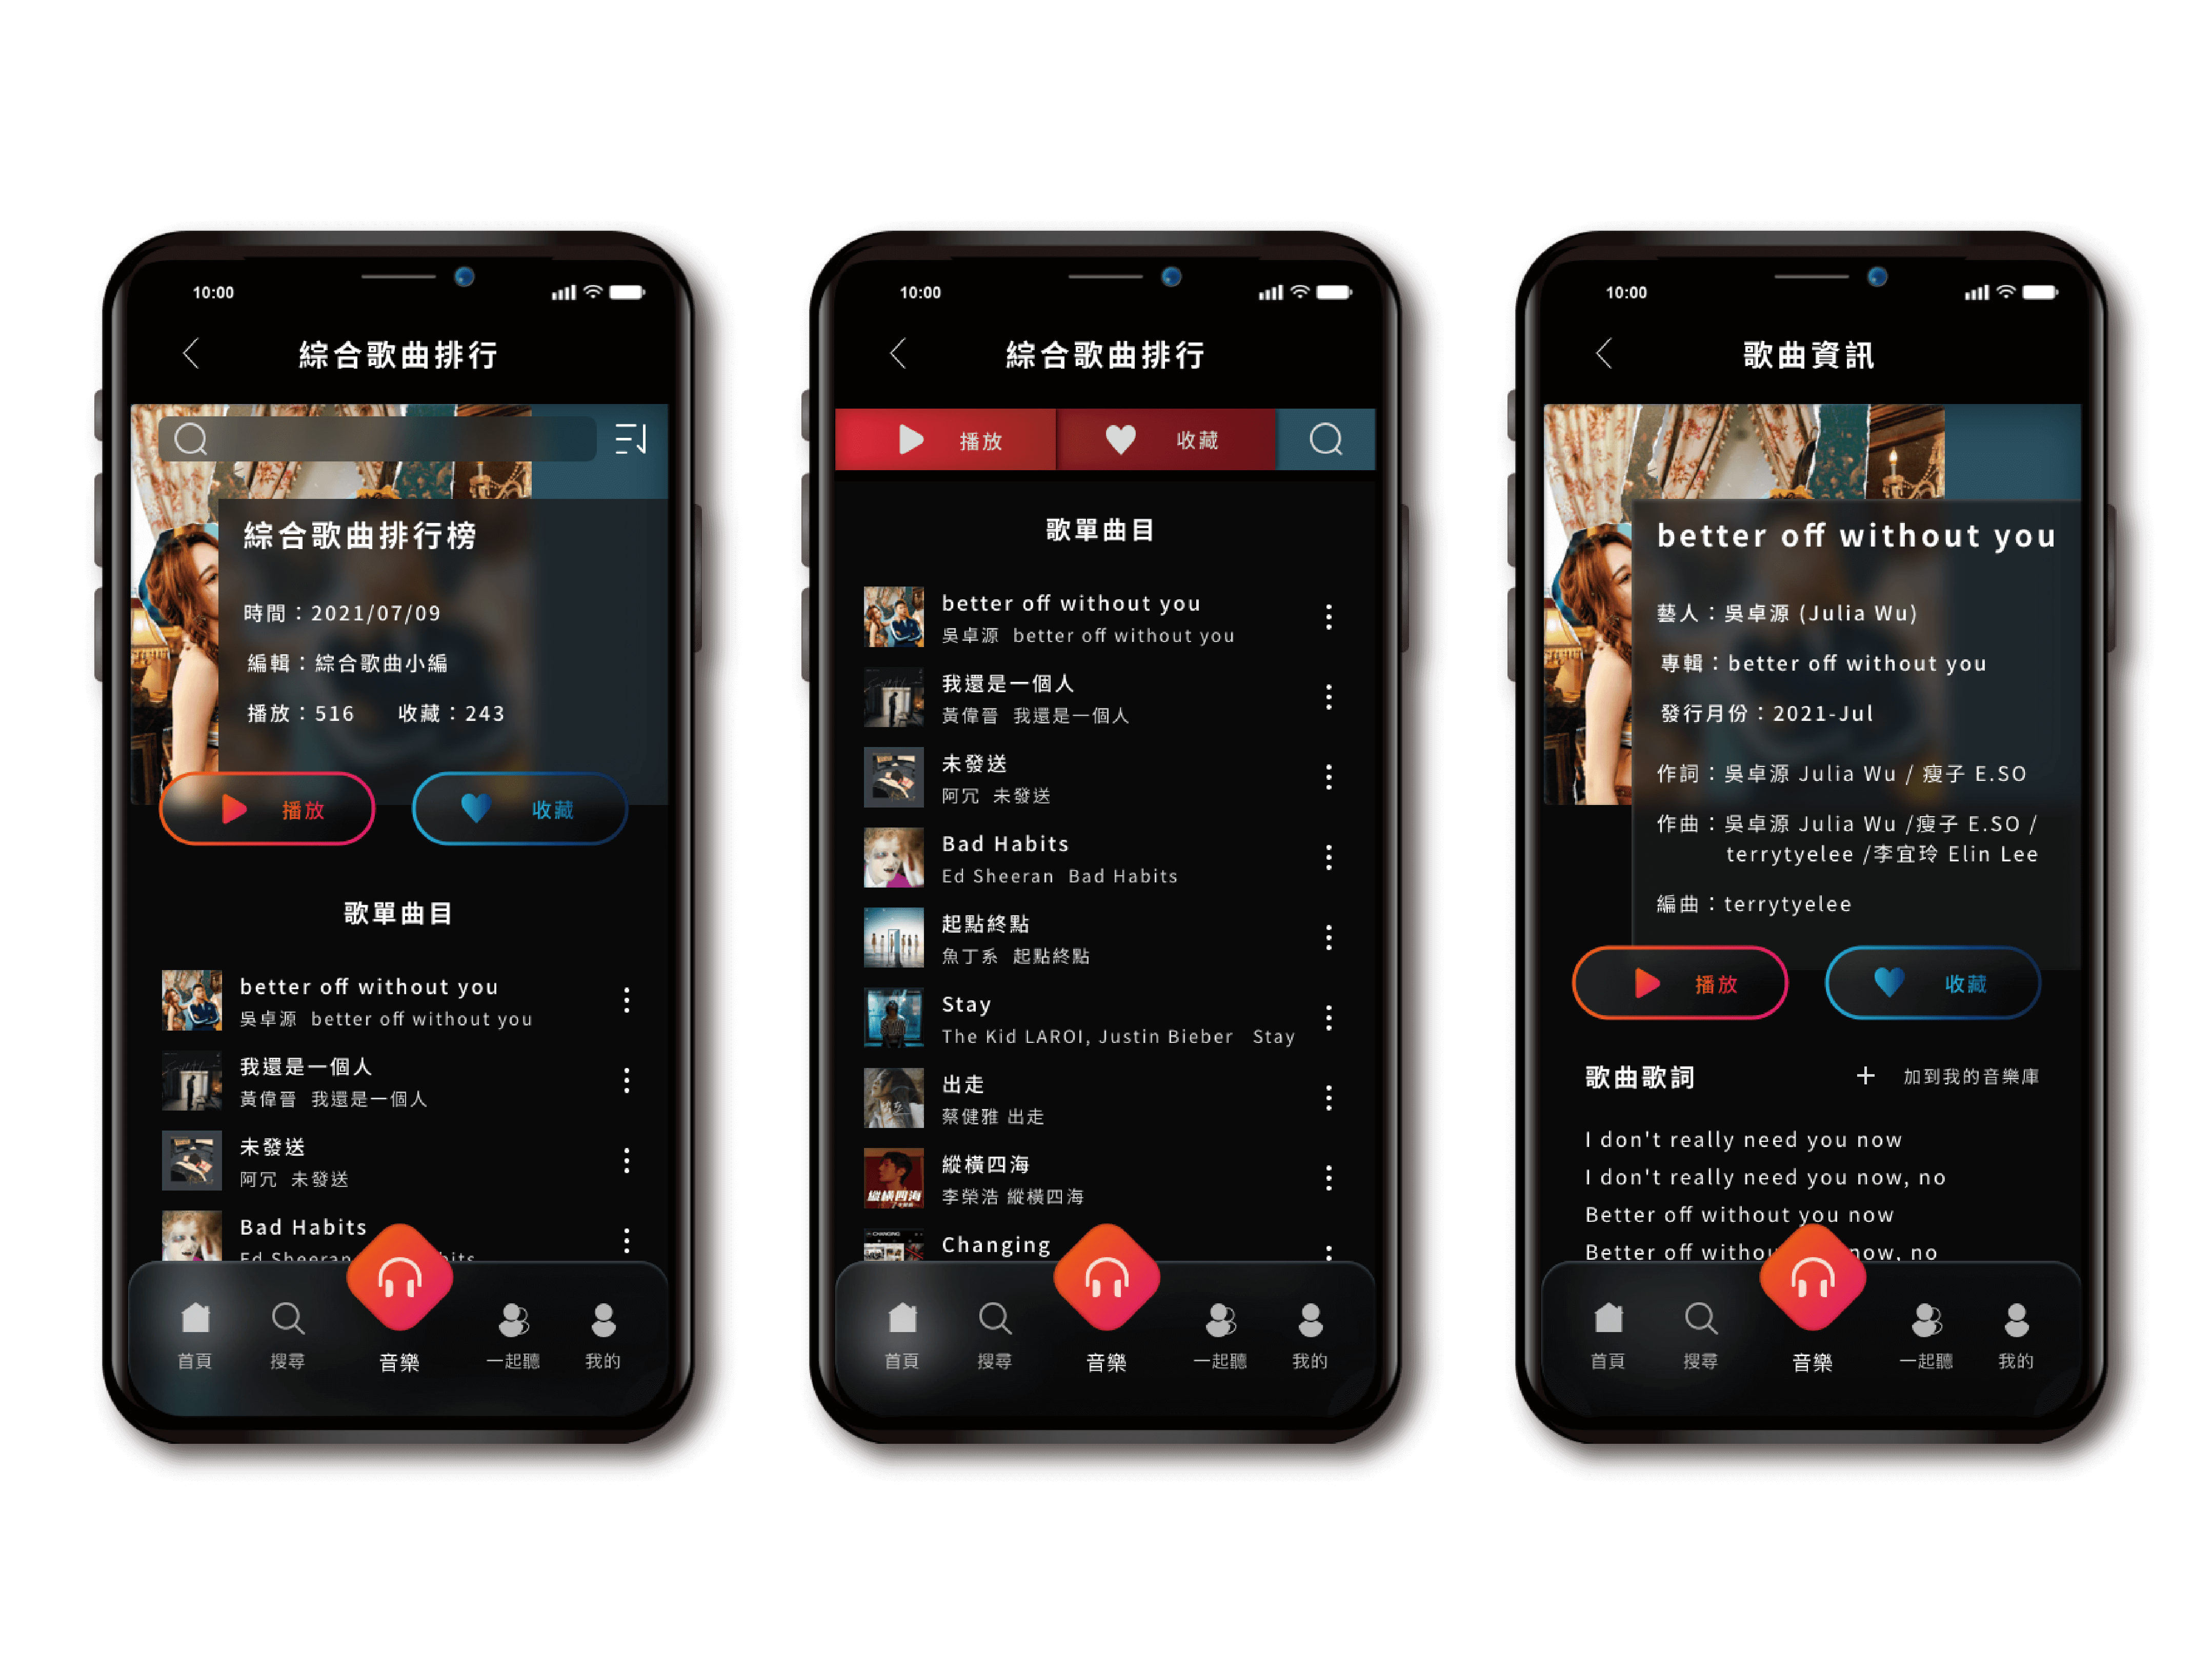 10:00
綜合歌曲排行
綜合歌曲排行榜
時間：2021/07/09
編輯：綜合歌曲小編
播放：516 收藏：243
播放 收藏
歌單曲目
better off without you
吳卓源 better off without you
我還是一個人
黃偉晉 我還是一個人
未發送
阿冗 未發送
Bad Habits
Ed Sheeran
首頁 搜尋 音樂 一起聽 我的
10:00
綜合歌曲排行
播放 收藏
歌單曲目
better off without you
吳卓源 better off without you
我還是一個人
黃偉晉 我還是一個人
未發送
阿冗 未發送
Bad Habits
Ed Sheeran Bad Habits
起點終點
魚丁糸 起點終點
Stay
The Kid LAROI, Justin Bieber Stay
出走
蔡健雅 出走
縱橫四海
李榮浩 縱橫四海
CHANGING
Changing
首頁 搜尋 音樂 一起聽 我的
10:00
歌曲資訊
better off without you
藝人：吳卓源 (Julia Wu)
專輯：better off without you
發行月份：2021-Jul
作詞：吳卓源 Julia Wu / 瘦子 E.SO
作曲：吳卓源 Julia Wu /瘦子 E.SO /
terrytyelee /李宜玲 Elin Lee
編曲：terrytyelee
播放 收藏
歌曲歌詞 + 加到我的音樂庫
I don't really need you now
I don't really need you now, no
Better off without you now
Better off now, no
首頁 搜尋 音樂 一起聽 我的